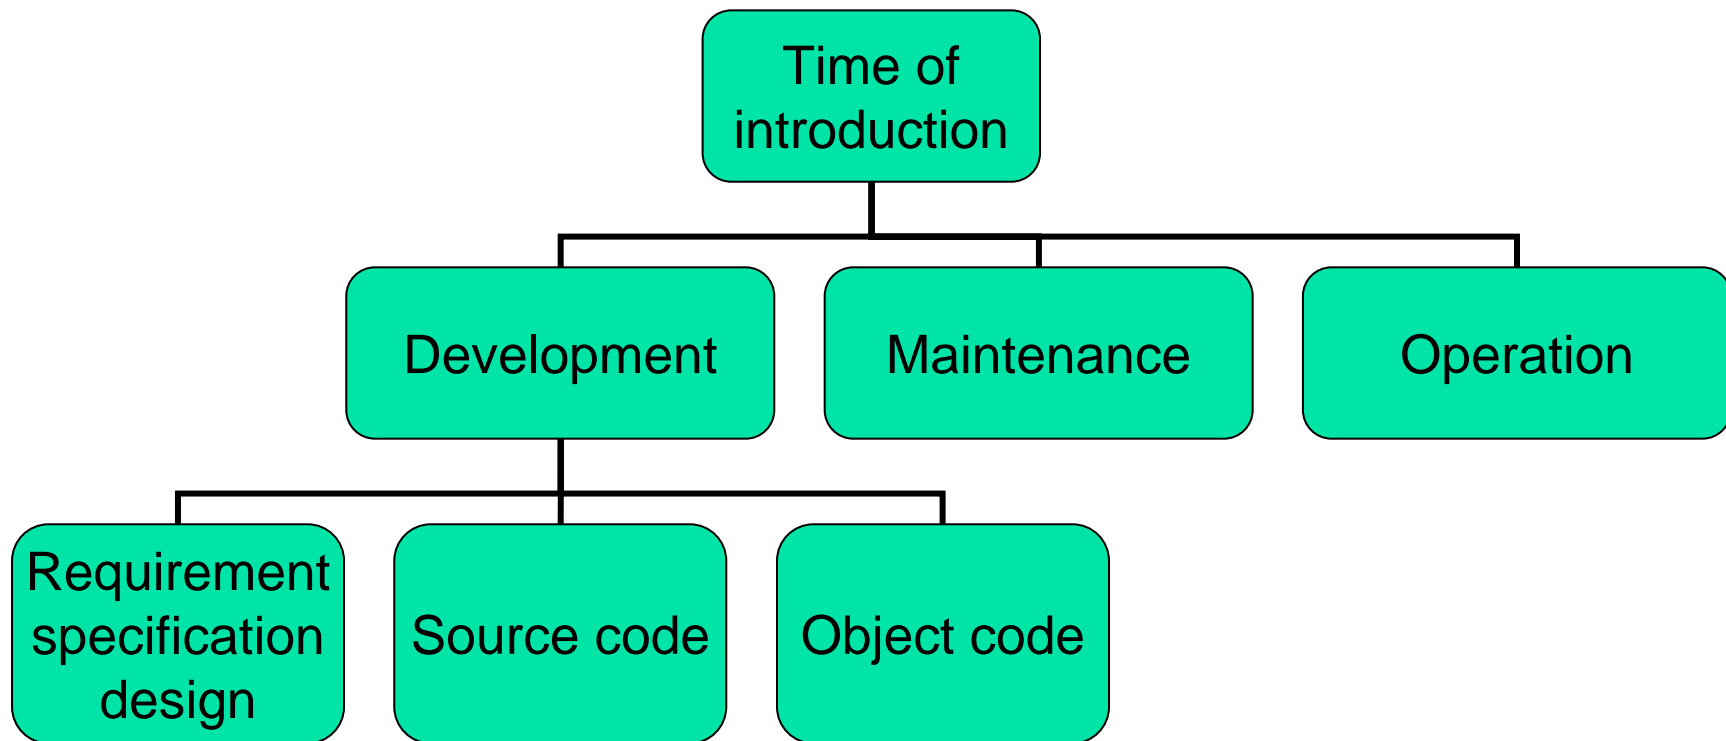 Time of
introduction
Development
Maintenance
Operation
Requirement
specification
design
Source code
Object code